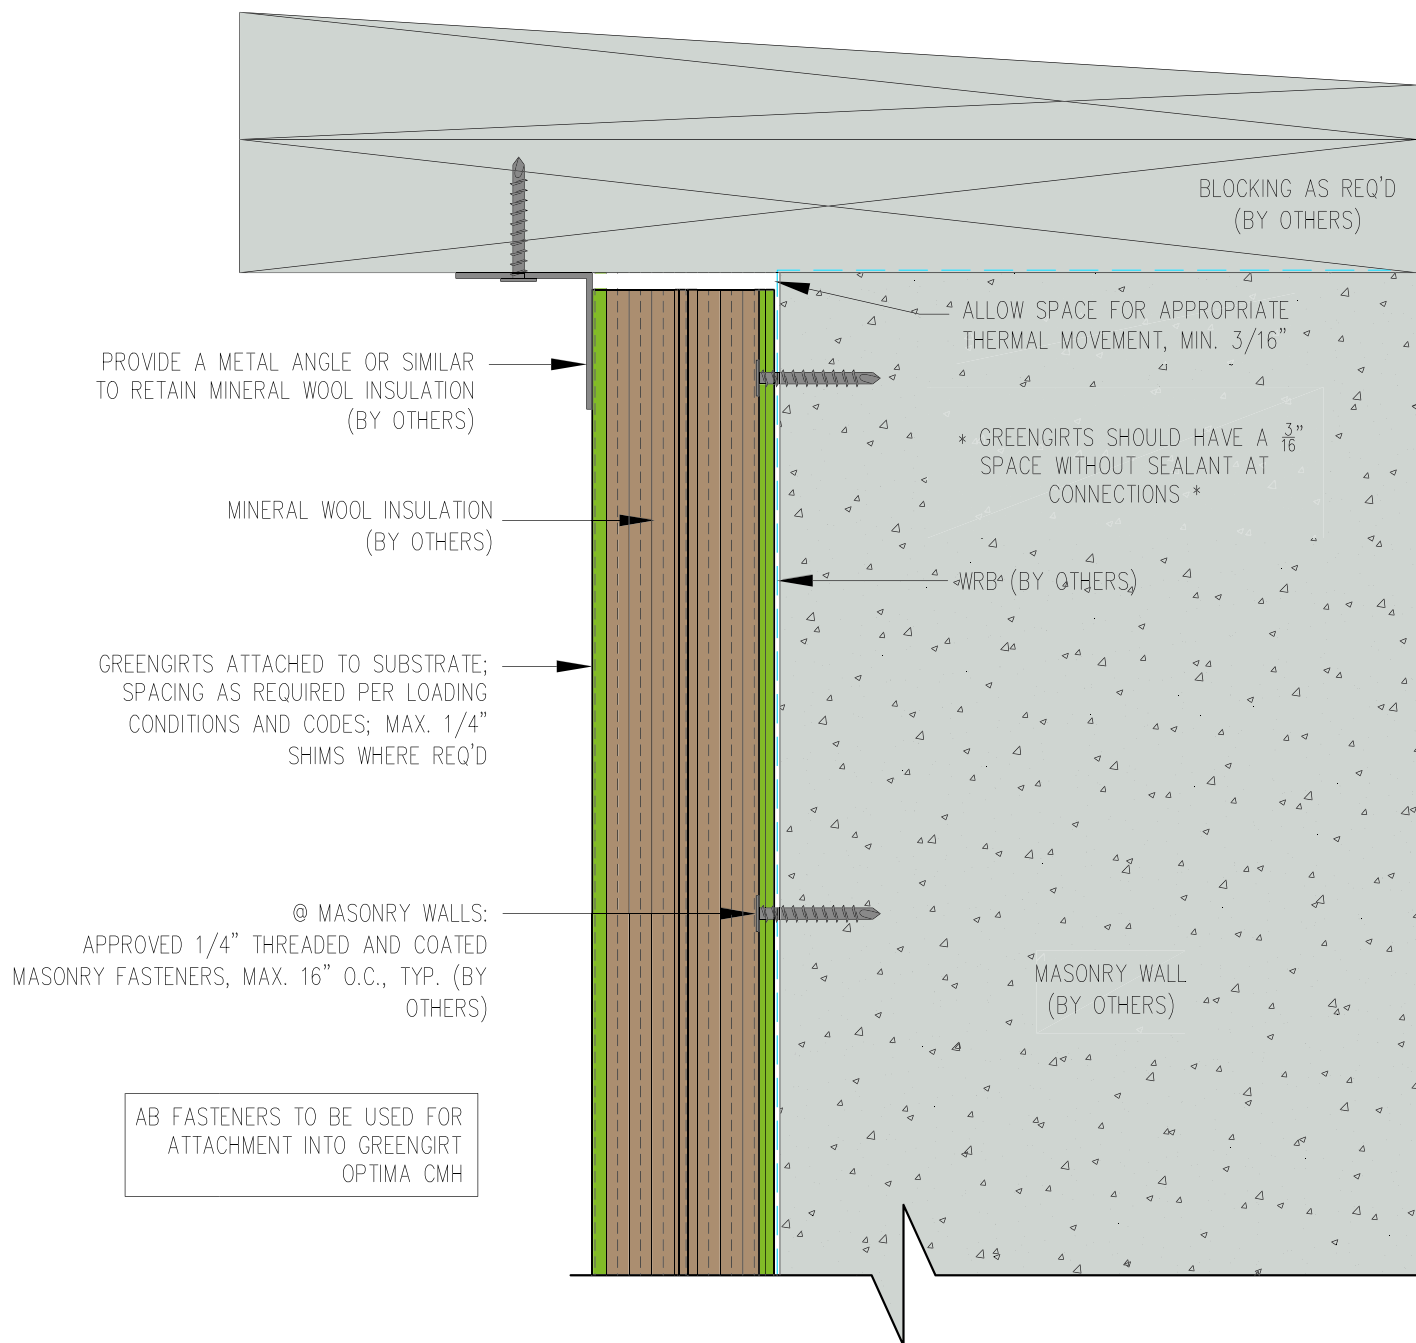 BLOCKING AS REQ'D
(BY OTHERS)
ALLOW SPACE FOR APPROPRIATE
THERMAL MOVEMENT, MIN. 3/16"
PROVIDE A METAL ANGLE OR SIMILAR
TO RETAIN MINERAL WOOL INSULATION
(BY OTHERS)
* GREENGIRTS SHOULD HAVE A 3/16"
SPACE WITHOUT SEALANT AT
CONNECTIONS *
MINERAL WOOL INSULATION
(BY OTHERS)
WRB (BY OTHERS)
GREENGIRTS ATTACHED TO SUBSTRATE;
SPACING AS REQUIRED PER LOADING
CONDITIONS AND CODES; MAX. 1/4"
SHIMS WHERE REQ'D
@ MASONRY WALLS:
APPROVED 1/4" THREADED AND COATED
MASONRY FASTENERS, MAX. 16" O.C., TYP. (BY
OTHERS)
MASONRY WALL
(BY OTHERS)
AB FASTENERS TO BE USED FOR
ATTACHMENT INTO GREENGIRT
OPTIMA CMH